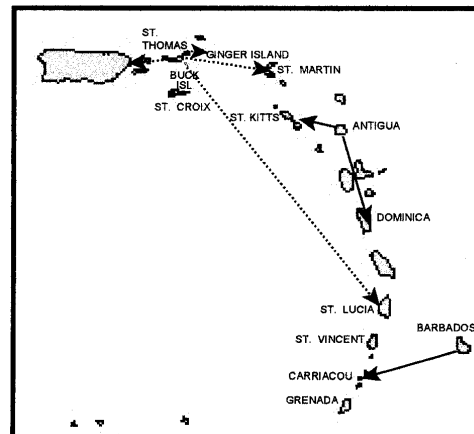 ST.
THOMAS
GINGER ISLAND
ST. MARTIN
BUCK
ISL
ST. CROIX
ST. KITTS
ANTIGUA
DOMINICA
ST. LUCIA
BARBADOS
ST. VINCENT
CARRIACOU
GRENADA